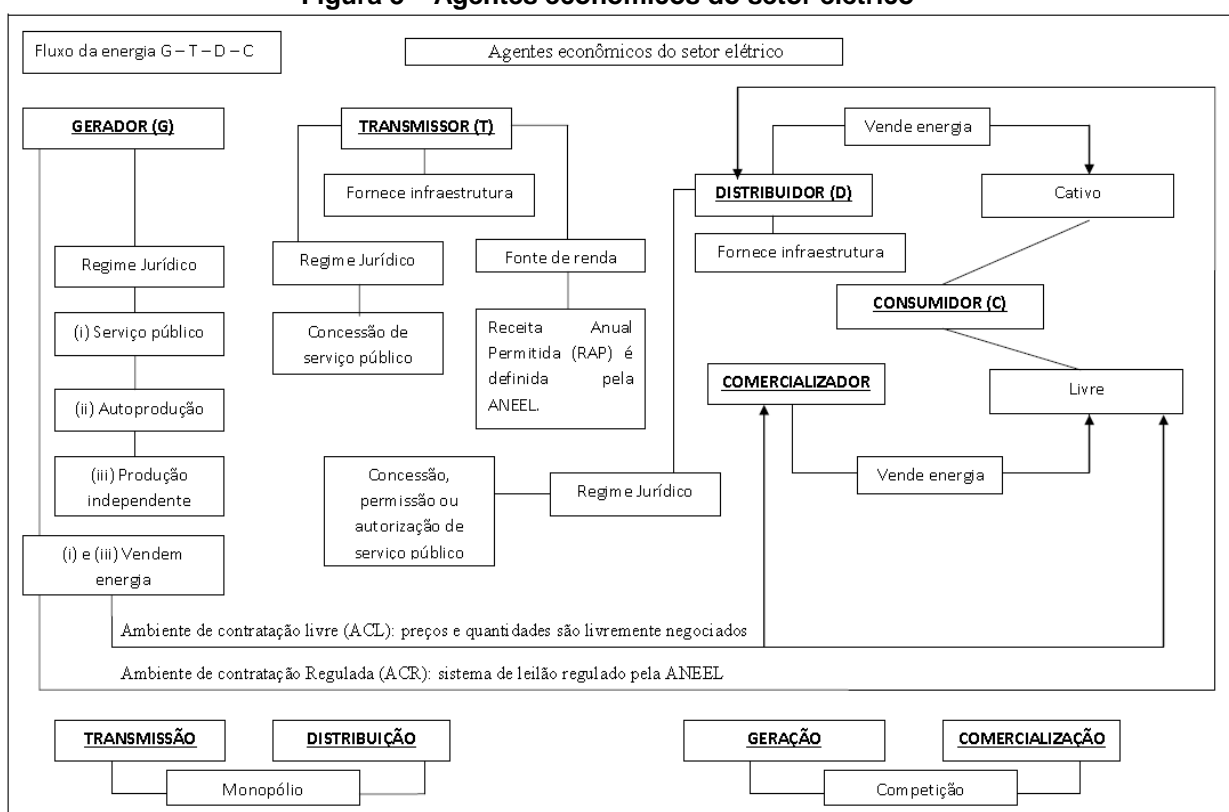 Figura 3 – Agentes econômicos do setor elétrico
Fluxo da energia G – T – D – C
Agentes econômicos do setor elétrico
GERADOR (G)
Regime Jurídico
(i) Serviço público
(ii) Autoprodução
(iii) Produção
independente
(i) e (iii) Vendem
energia
TRANSMISSOR (T)
Fornece infraestrutura
Regime Jurídico
Concessão de
serviço público
Fonte de renda
Receita Anual
Permitida (RAP) é
definida pela
ANEEL.
DISTRIBUIDOR (D)
Fornece infraestrutura
Vende energia
Cativo
CONSUMIDOR (C)
Livre
COMERCIALIZADOR
Vende energia
Regime Jurídico
Concessão,
permissão ou
autorização de
serviço público
Ambiente de contratação livre (ACL): preços e quantidades são livremente negociados
Ambiente de contratação Regulada (ACR): sistema de leilão regulado pela ANEEL
TRANSMISSÃO
DISTRIBUIÇÃO
Monopólio
GERAÇÃO
COMERCIALIZAÇÃO
Competição